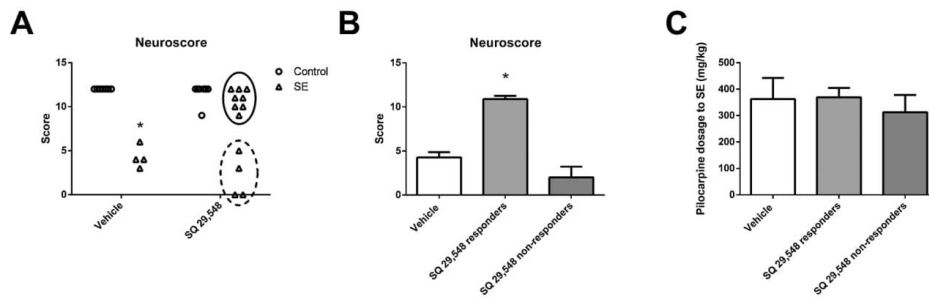 A
Neuroscore
Score
15
10
5
0
*
Vehicle
SQ 29,548
Control
SE
B
Neuroscore
Score
15
10
5
0
*
Vehicle
SQ 29,548 responders
SQ 29,548 non-responders
C
Pilocarpine dosage to SE (mg/kg)
500
400
300
200
100
0
Vehicle
SQ 29,548 responders
SQ 29,548 non-responders